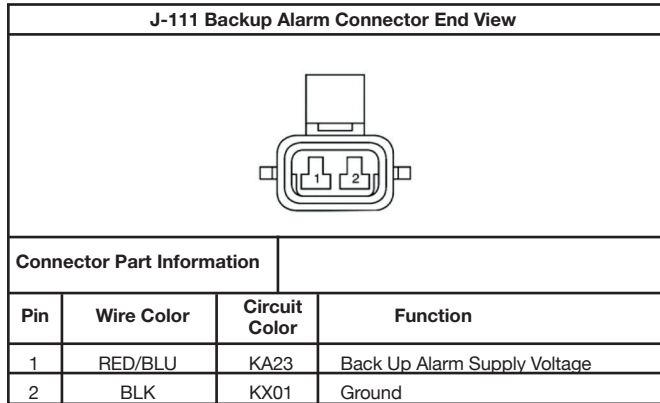 J-111 Backup Alarm Connector End View
1 2
Connector Part Information
Pin Wire Color Circuit Color Function
1 RED/BLU KA23 Back Up Alarm Supply Voltage
2 BLK KX01 Ground